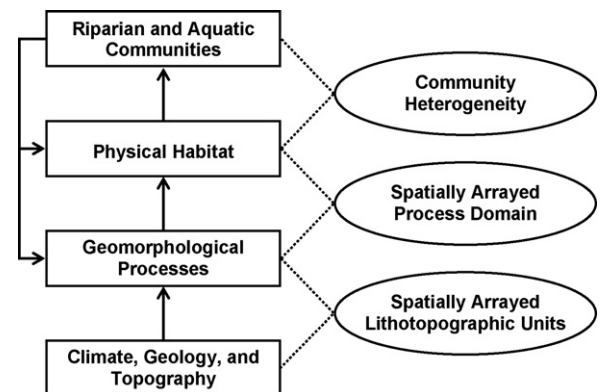 Riparian and Aquatic
Communities
Community
Heterogeneity
Physical Habitat
Spatially Arrayed
Process Domain
Geomorphological
Processes
Spatially Arrayed
Lithotopographic Units
Climate, Geology, and
Topography